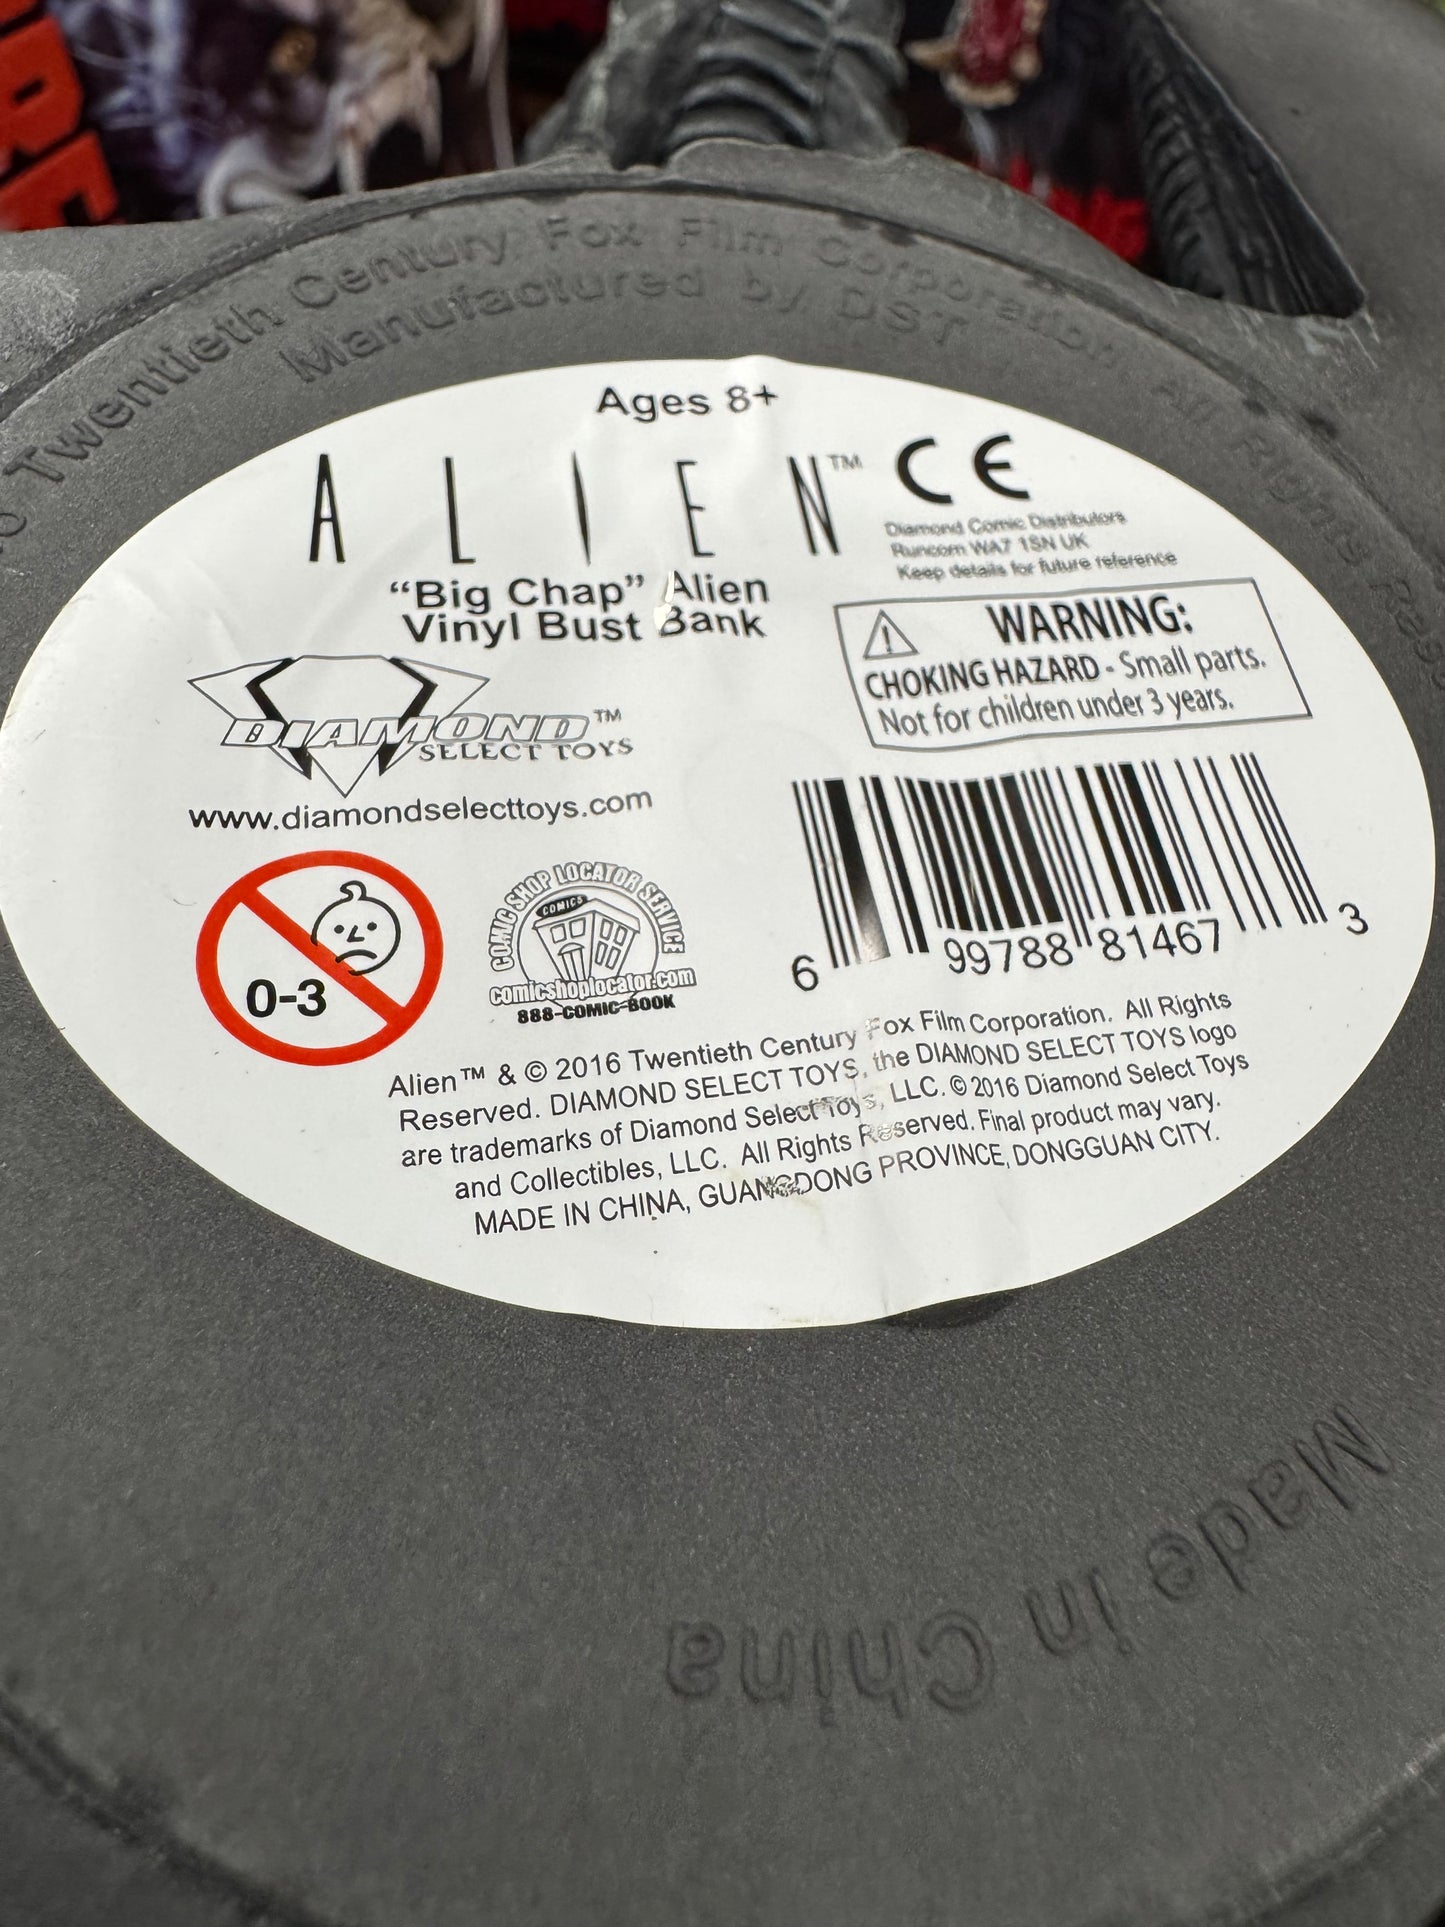 Twentieth Century Fox Film Corporation All Rights Res
Manufactured by DST
Ages 8+
ALIEN™ CE
Diamond Comic Distributors
Runcorn WA7 1SN UK
Keep details for future reference
"Big Chap" Alien
Vinyl Bust Bank
WARNING:
CHOKING HAZARD - Small parts.
Not for children under 3 years.
DIAMOND™
SELECT TOYS
www.diamondselecttoys.com
0-3
COMIC SHOP LOCATOR SERVICE
COMICS
comicshoplocator.com
888-COMIC-BOOK
6 99788 81467 3
Alien™ & © 2016 Twentieth Century Fox Film Corporation. All Rights
Reserved. DIAMOND SELECT TOYS, the DIAMOND SELECT TOYS logo
are trademarks of Diamond Select Toys, LLC. © 2016 Diamond Select Toys
and Collectibles, LLC. All Rights Reserved. Final product may vary.
MADE IN CHINA, GUANGDONG PROVINCE, DONGGUAN CITY.
Made in China